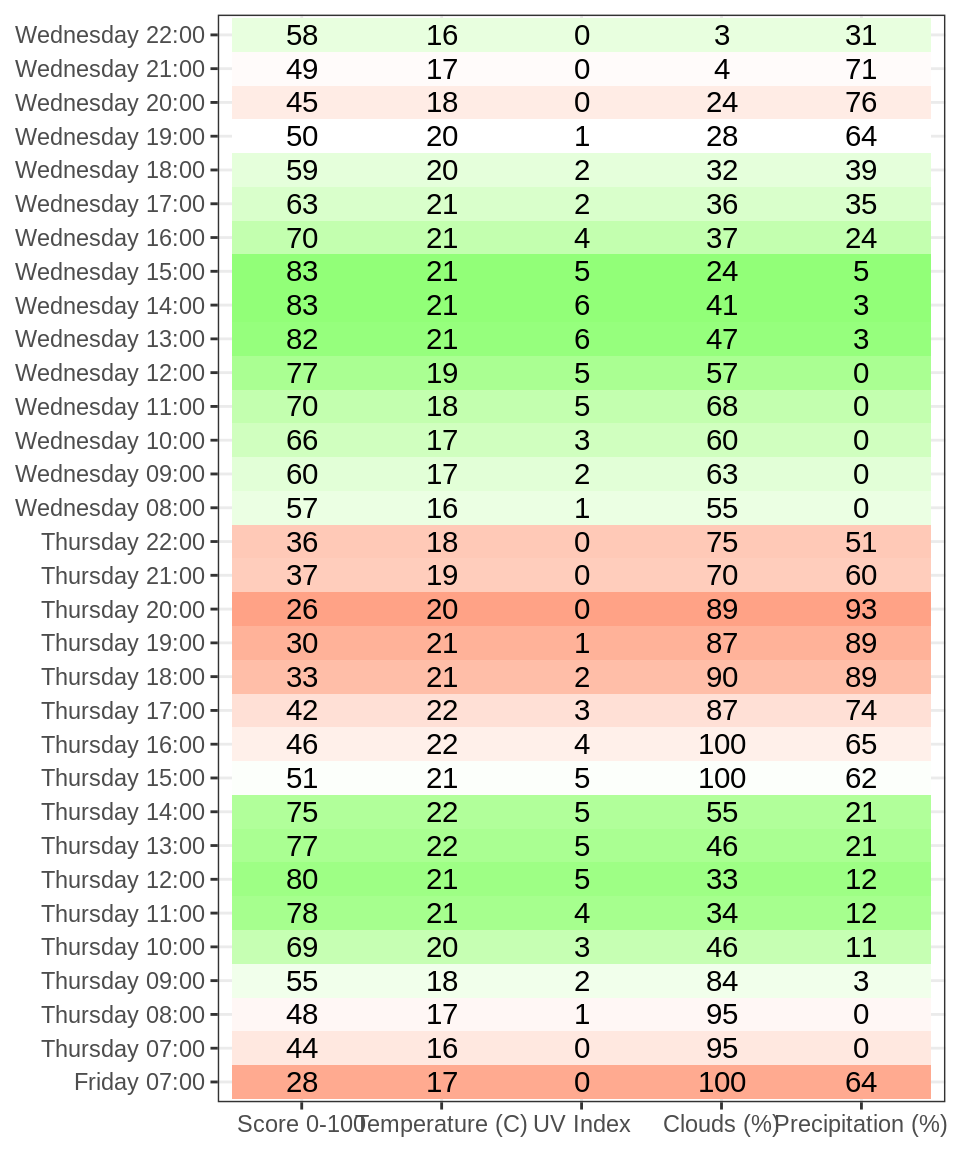 Wednesday 22:00 58 16 0 3 31
Wednesday 21:00 49 17 0 4 71
Wednesday 20:00 45 18 0 24 76
Wednesday 19:00 50 20 1 28 64
Wednesday 18:00 59 20 2 32 39
Wednesday 17:00 63 21 2 36 35
Wednesday 16:00 70 21 4 37 24
Wednesday 15:00 83 21 5 24 5
Wednesday 14:00 83 21 6 41 3
Wednesday 13:00 82 21 6 47 3
Wednesday 12:00 77 19 5 57 0
Wednesday 11:00 70 18 5 68 0
Wednesday 10:00 66 17 3 60 0
Wednesday 09:00 60 17 2 63 0
Wednesday 08:00 57 16 1 55 0
Thursday 22:00 36 18 0 75 51
Thursday 21:00 37 19 0 70 60
Thursday 20:00 26 20 0 89 93
Thursday 19:00 30 21 1 87 89
Thursday 18:00 33 21 2 90 89
Thursday 17:00 42 22 3 87 74
Thursday 16:00 46 22 4 100 65
Thursday 15:00 51 21 5 100 62
Thursday 14:00 75 22 5 55 21
Thursday 13:00 77 22 5 46 21
Thursday 12:00 80 21 5 33 12
Thursday 11:00 78 21 4 34 12
Thursday 10:00 69 20 3 46 11
Thursday 09:00 55 18 2 84 3
Thursday 08:00 48 17 1 95 0
Thursday 07:00 44 16 0 95 0
Friday 07:00 28 17 0 100 64
Score 0-100 Temperature (C) UV Index Clouds (%) Precipitation (%)